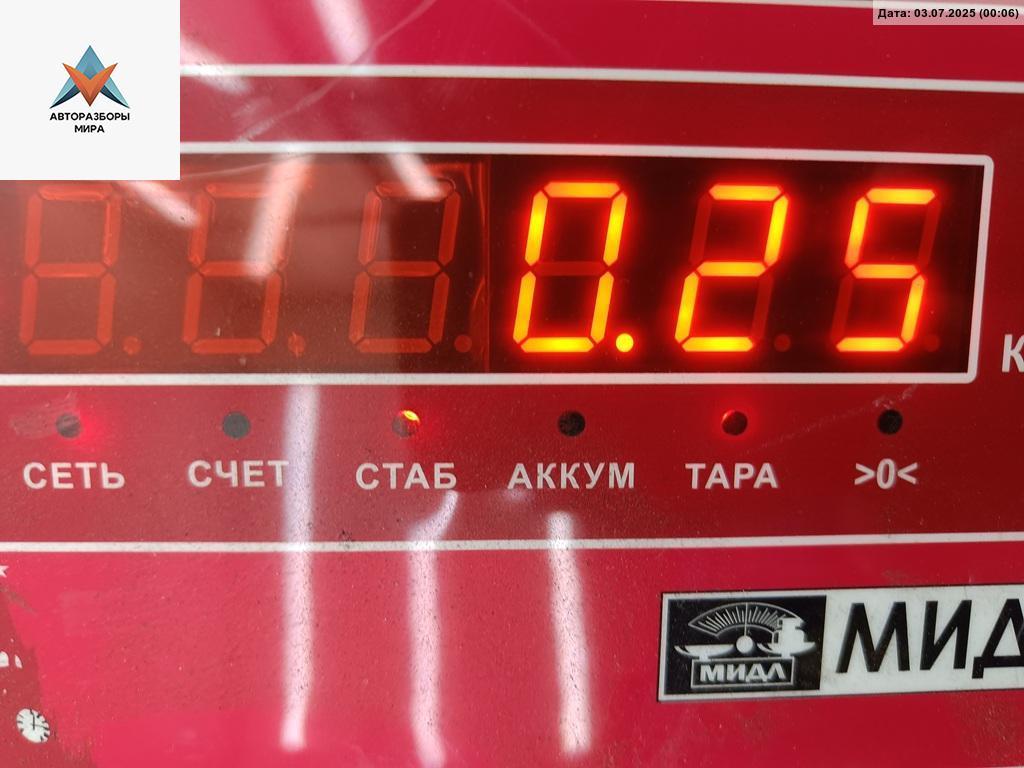 Дата: 03.07.2025 (00:06)
АВТОРАЗБОРЫ
МИРА
0.25
К
СЕТЬ СЧЕТ СТАБ АККУМ ТАРА >0<
МИДЛ
МИД